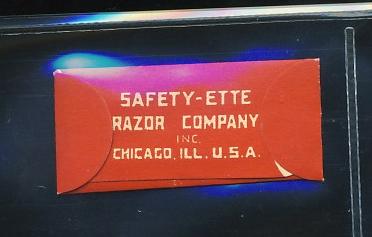 SAFETY-ETTE
RAZOR COMPANY
INC.
CHICAGO, ILL. U.S.A.